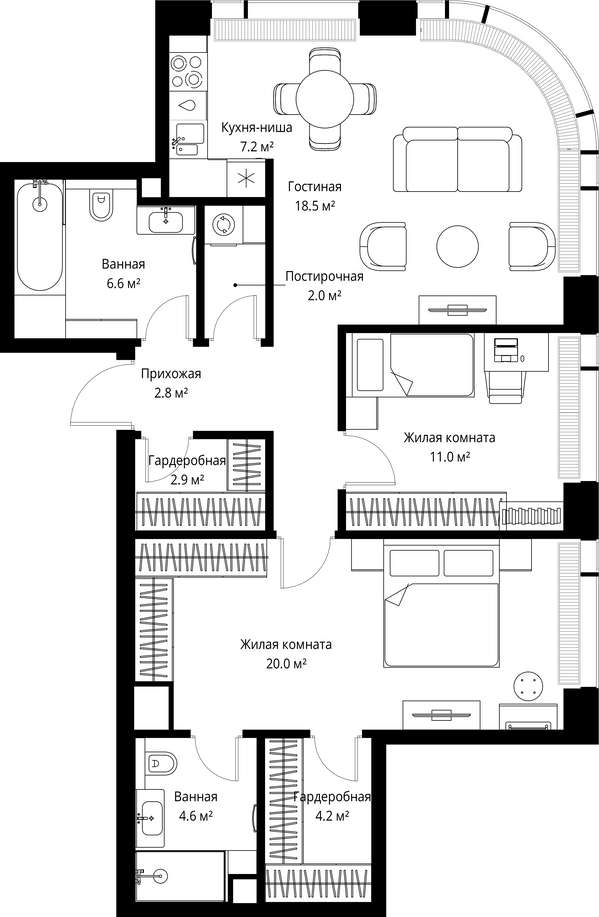 Кухня-ниша
7.2 м²
Гостиная
18.5 м²
Ванная
6.6 м²
Постирочная
2.0 м²
Прихожая
2.8 м²
Жилая комната
11.0 м²
Гардеробная
2.9 м²
Жилая комната
20.0 м²
Ванная
4.6 м²
Гардеробная
4.2 м²